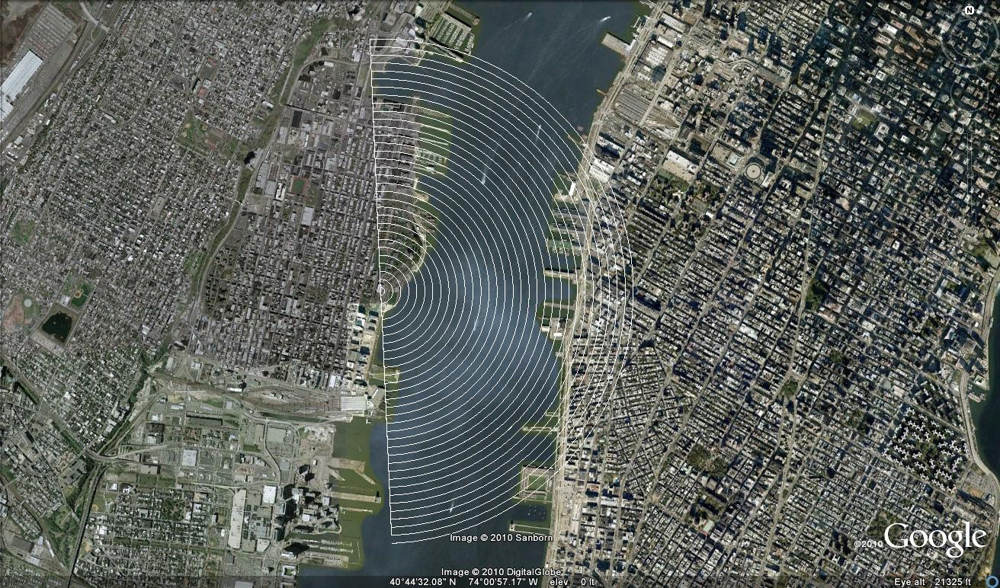 N
Image © 2010 Sanborn
©2010 Google
Image © 2010 DigitalGlobe
40°44'32.08" N 74°00'57.17" W elev 0 ft
Eye alt 21325 ft